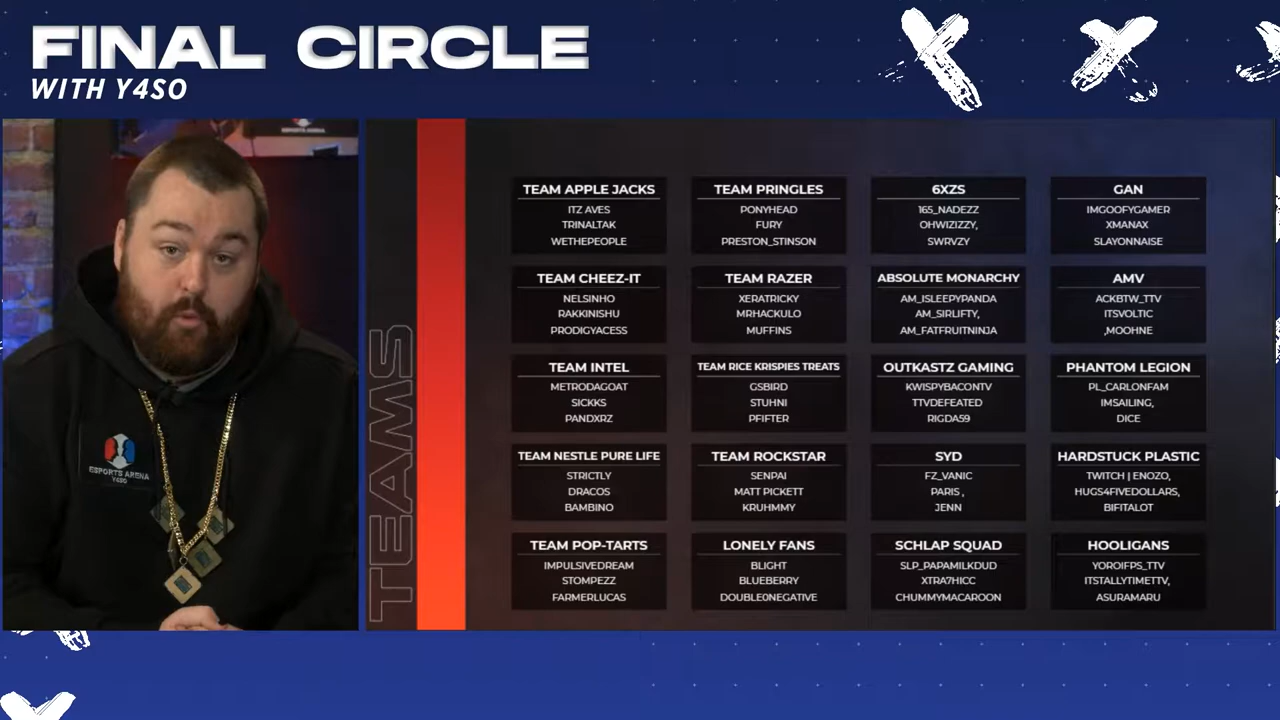 FINAL CIRCLE
WITH Y4SO
ESPORTS ARENA
ESPORTS ARENA
Y4SO
TEAMS
TEAM APPLE JACKS
ITZ AVES
TRINALTAK
WETHEPEOPLE
TEAM PRINGLES
PONYHEAD
FURY
PRESTON_STINSON
6XZS
165_NADEZZ
OHWIZIZZY,
SWRVZY
GAN
IMGOOFYGAMER
XMANAX
SLAYONNAISE
TEAM CHEEZ-IT
NELSINHO
RAKKINISHU
PRODIGYACESS
TEAM RAZER
XERATRICKY
MRHACKULO
MUFFINS
ABSOLUTE MONARCHY
AM_ISLEEPYPANDA
AM_SIRLIFTY,
AM_FATFRUITNINJA
AMV
ACKBTW_TTV
ITSVOLTIC
,MOOHNE
TEAM INTEL
METRODAGOAT
SICKKS
PANDXRZ
TEAM RICE KRISPIES TREATS
GSBIRD
STUHNI
PFIFTER
OUTKASTZ GAMING
KWISPYBACONTV
TTVDEFEATED
RIGDA59
PHANTOM LEGION
PL_CARLONFAM
IMSAILING,
DICE
TEAM NESTLE PURE LIFE
STRICTLY
DRACOS
BAMBINO
TEAM ROCKSTAR
SENPAI
MATT PICKETT
KRUHMMY
SYD
FZ_VANIC
PARIS ,
JENN
HARDSTUCK PLASTIC
TWITCH | ENOZO,
HUGS4FIVEDOLLARS,
BIFITALOT
TEAM POP-TARTS
IMPULSIVEDREAM
STOMPEZZ
FARMERLUCAS
LONELY FANS
BLIGHT
BLUEBERRY
DOUBLE0NEGATIVE
SCHLAP SQUAD
SLP_PAPAMILKDUD
XTRA7HICC
CHUMMYMACAROON
HOOLIGANS
YOROIFPS_TTV
ITSTALLYTIMETTV,
ASURAMARU